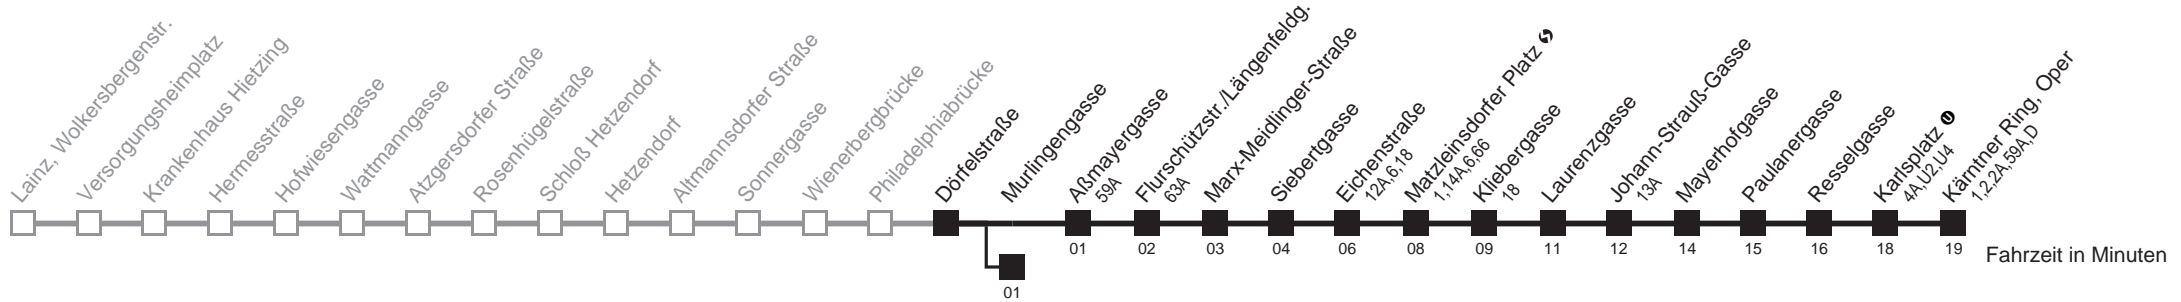 Lainz, Wolkersbergenstr.
Versorgungsheimplatz
Krankenhaus Hietzing
Hermesstraße
Hofwiesengasse
Wattmanngasse
Atzgersdorfer Straße
Rosenhügelstraße
Schloß Hetzendorf
Hetzendorf
Altmannsdorfer Straße
Sonnergasse
Wienerbergbrücke
Philadelphiabrücke
Dörfelstraße
Murlingengasse
Aßmayergasse
59A
Flurschützstr./Längenfeldg.
63A
Marx-Meidlinger-Straße
Siebertgasse
Eichenstraße
12A,6,18
Matzleinsdorfer Platz
1,14A,6,66
Kliebergasse
18
Laurenzgasse
Johann-Strauß-Gasse
13A
Mayerhofgasse
Paulanergasse
Resselgasse
Karlsplatz U
4A,U2,U4
Kärntner Ring, Oper
1,2,2A,59A,D
01 02 03 04 06 08 09 11 12 14 15 16 18 19 Fahrzeit in Minuten
01